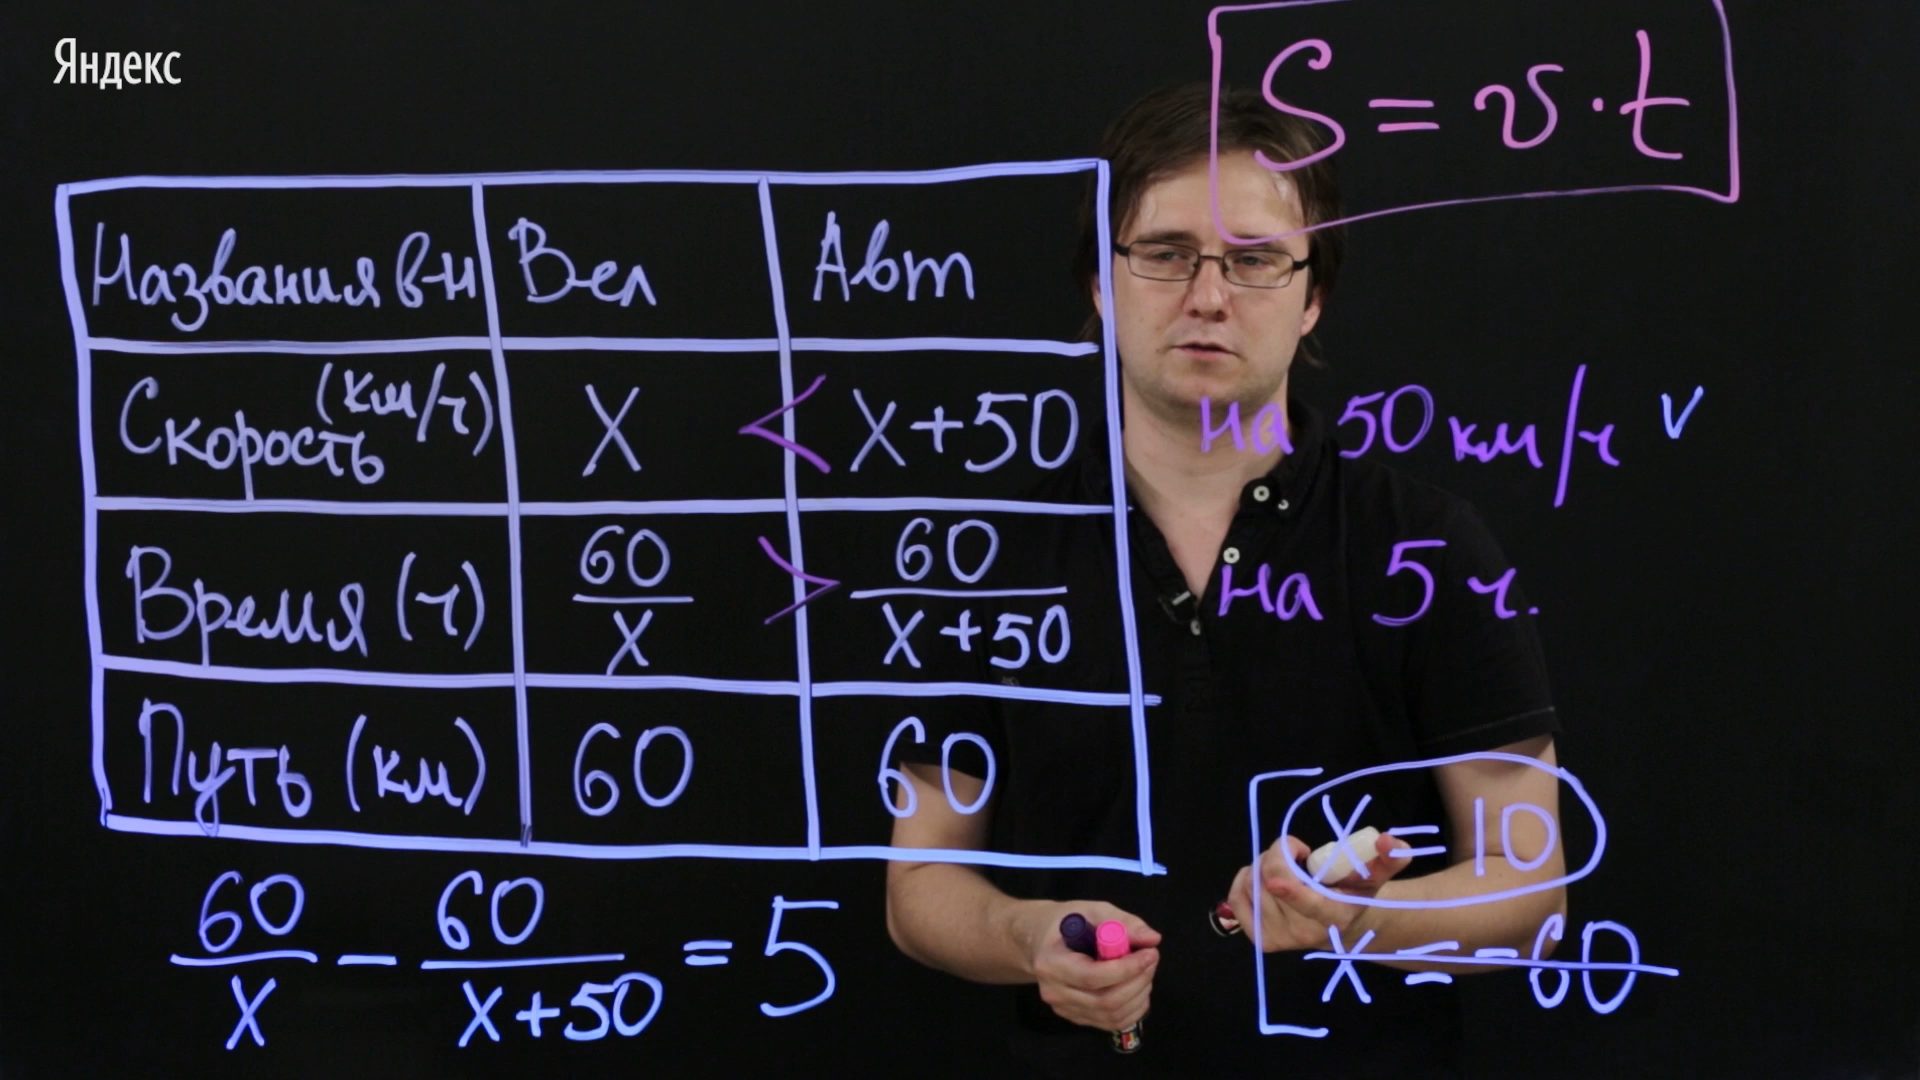 Яндекс
S = v · t
Названия в-н Вел Авт
Скорость (км/ч) x < x+50 на 50 км/ч v
Время (ч) 60/x > 60/(x+50) на 5 ч.
Путь (км) 60 60
60/x − 60/(x+50) = 5
x = 10
x = −60